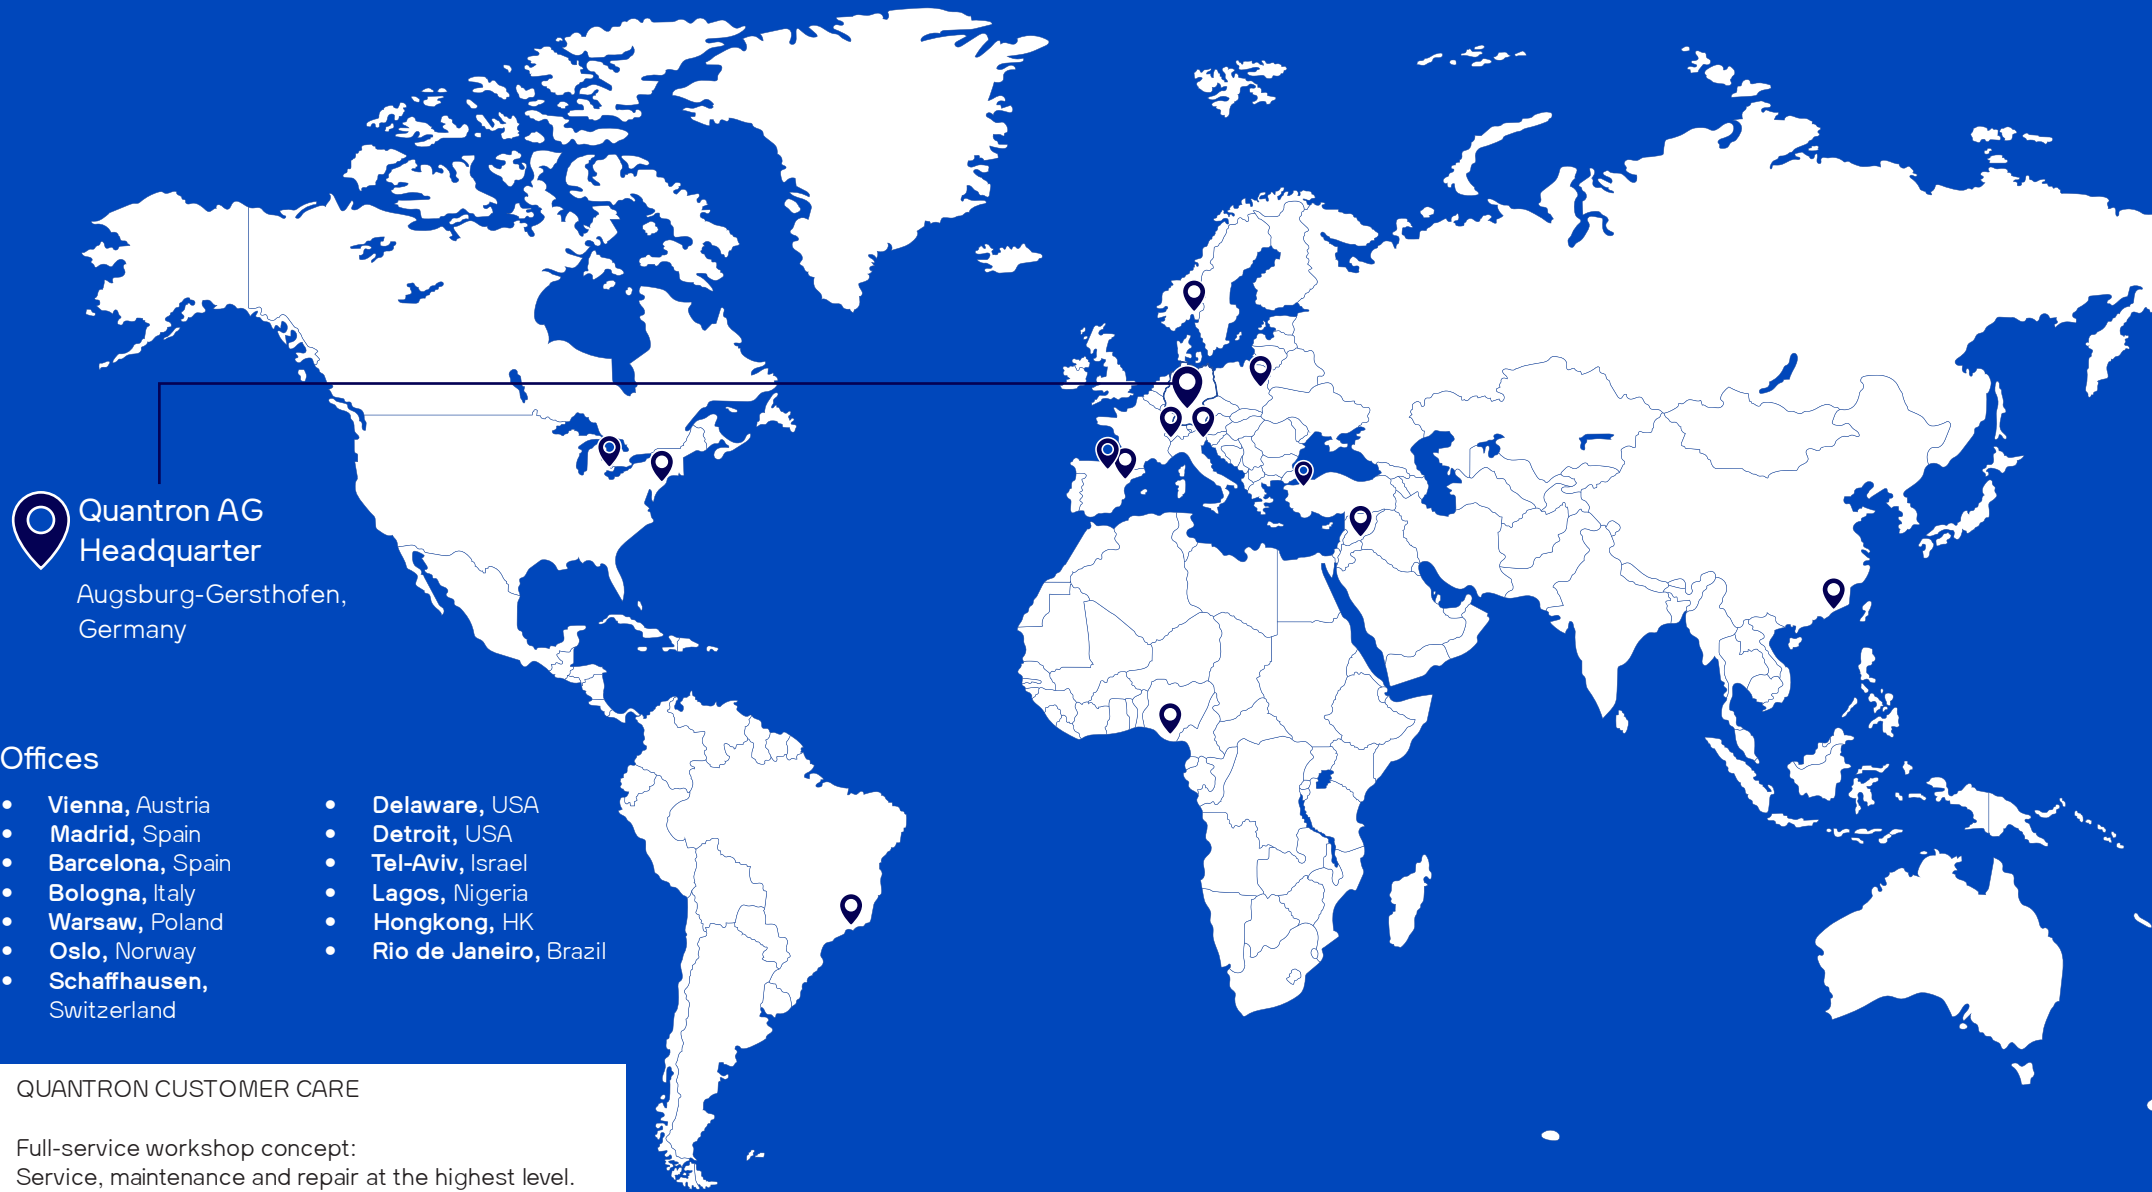 Quantron AG
Headquarter
Augsburg-Gersthofen,
Germany
Offices
• Vienna, Austria
• Madrid, Spain
• Barcelona, Spain
• Bologna, Italy
• Warsaw, Poland
• Oslo, Norway
• Schaffhausen,
Switzerland
• Delaware, USA
• Detroit, USA
• Tel-Aviv, Israel
• Lagos, Nigeria
• Hongkong, HK
• Rio de Janeiro, Brazil
QUANTRON CUSTOMER CARE
Full-service workshop concept:
Service, maintenance and repair at the highest level.